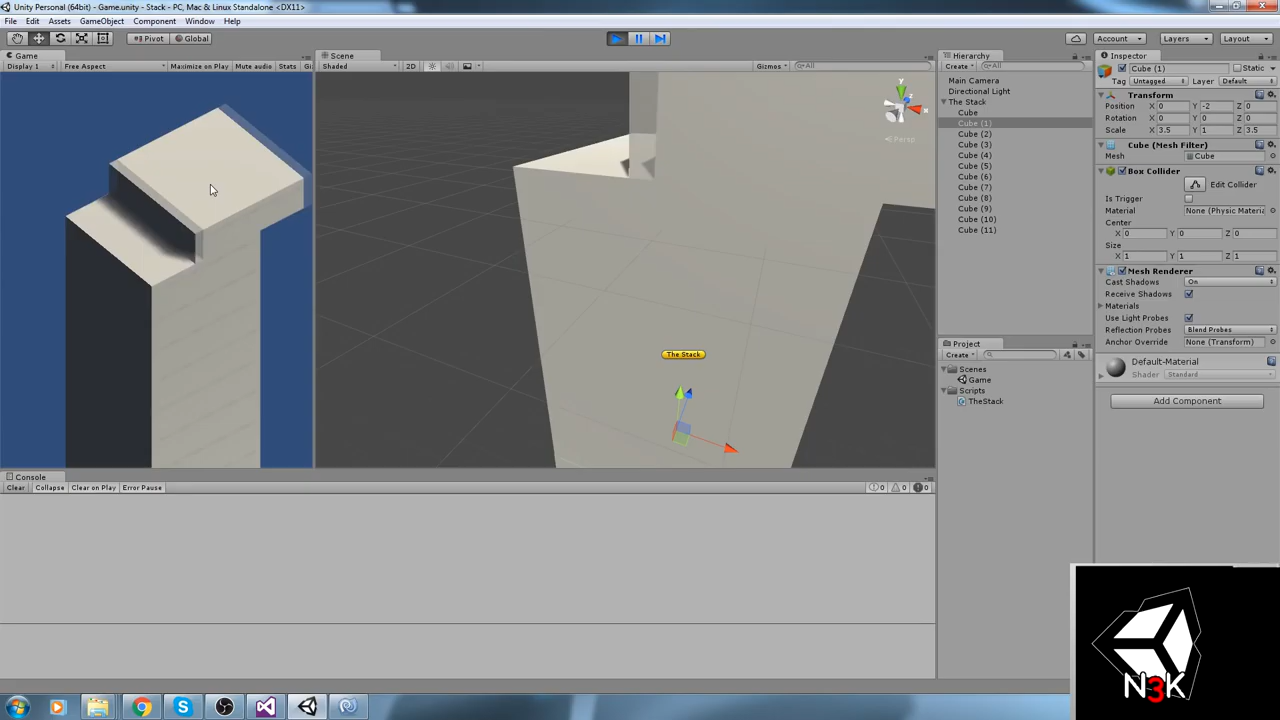 Unity Personal (64bit) - Game.unity - Stack - PC, Mac & Linux Standalone <DX11>
File Edit Assets GameObject Component Window Help
Pivot Global Account Layers Layout
Game Scene Hierarchy Inspector
Display 1 Free Aspect Maximize on Play Mute audio Stats Gi
Shaded 2D Gizmos All
Persp
y
x
z
The Stack
Create All
Main Camera
Directional Light
The Stack
Cube
Cube (1)
Cube (2)
Cube (3)
Cube (4)
Cube (5)
Cube (6)
Cube (7)
Cube (8)
Cube (9)
Cube (10)
Cube (11)
Project
Create
Scenes
Game
Scripts
TheStack
Cube (1) Static
Tag Untagged Layer Default
Transform
Position X 0 Y -2 Z 0
Rotation X 0 Y 0 Z 0
Scale X 3.5 Y 1 Z 3.5
Cube (Mesh Filter)
Mesh Cube
Box Collider
Edit Collider
Is Trigger
Material None (Physic Materia
Center
X 0 Y 0 Z 0
Size
X 1 Y 1 Z 1
Mesh Renderer
Cast Shadows On
Receive Shadows
Materials
Use Light Probes
Reflection Probes Blend Probes
Anchor Override None (Transform)
Default-Material
Shader Standard
Add Component
Console
Clear Collapse Clear on Play Error Pause 0 0 0
N3K